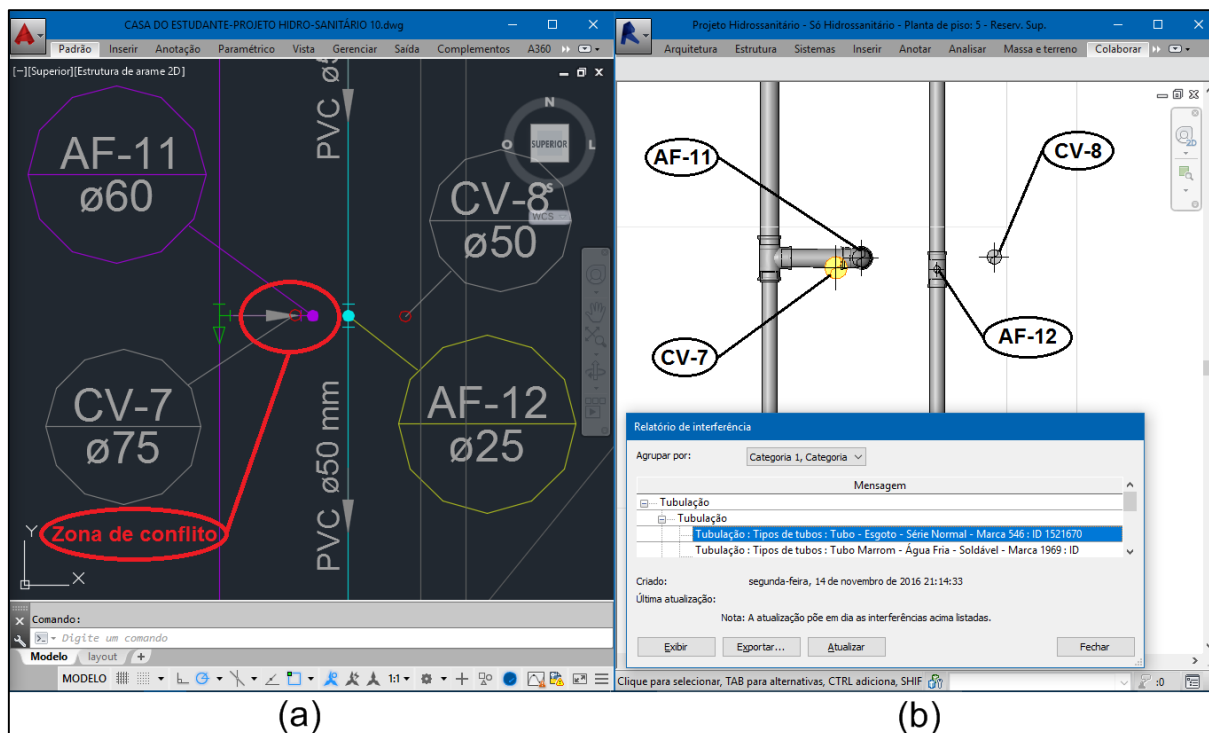 CASA DO ESTUDANTE-PROJETO HIDRO-SANITÁRIO 10.dwg
Padrão Inserir Anotação Paramétrico Vista Gerenciar Saída Complementos A360
[−][Superior][Estrutura de arame 2D]
AF-11
ø60
PVC ø5
N
O SUPERIOR L
S
WCS
CV-8
ø50
CV-7
ø75
AF-12
ø25
PVC ø50 mm
Zona de conflito
Y
X
Comando:
Digite um comando
Modelo layout +
MODELO 1:1
(a)
Projeto Hidrossanitário - Só Hidrossanitário - Planta de piso: 5 - Reserv. Sup.
Arquitetura Estrutura Sistemas Inserir Anotar Analisar Massa e terreno Colaborar
2D
AF-11
CV-8
CV-7
AF-12
Relatório de interferência
Agrupar por: Categoria 1, Categoria
Mensagem
Tubulação
Tubulação
Tubulação : Tipos de tubos : Tubo - Esgoto - Série Normal - Marca 546 : ID 1521670
Tubulação : Tipos de tubos : Tubo Marrom - Água Fria - Soldável - Marca 1969 : ID
Criado: segunda-feira, 14 de novembro de 2016 21:14:33
Última atualização:
Nota: A atualização põe em dia as interferências acima listadas.
Exibir Exportar... Atualizar Fechar
Clique para selecionar, TAB para alternativas, CTRL adiciona, SHIF :0
(b)